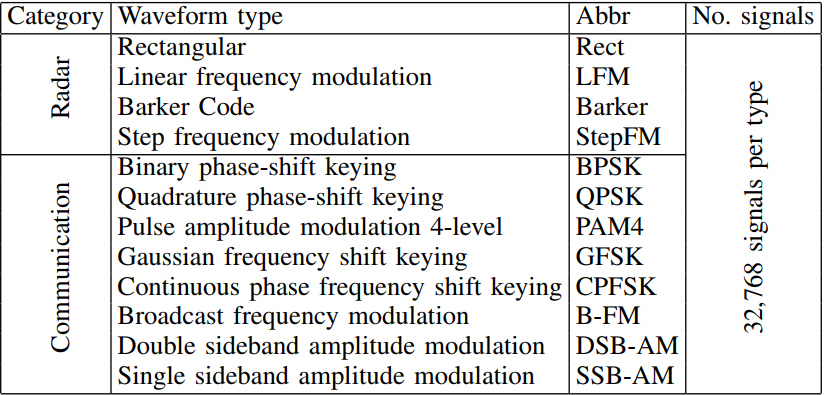 Category Waveform type Abbr No. signals
Radar
Rectangular Rect
Linear frequency modulation LFM
Barker Code Barker
Step frequency modulation StepFM
Communication
Binary phase-shift keying BPSK
Quadrature phase-shift keying QPSK
Pulse amplitude modulation 4-level PAM4
Gaussian frequency shift keying GFSK
Continuous phase frequency shift keying CPFSK
Broadcast frequency modulation B-FM
Double sideband amplitude modulation DSB-AM
Single sideband amplitude modulation SSB-AM
32,768 signals per type